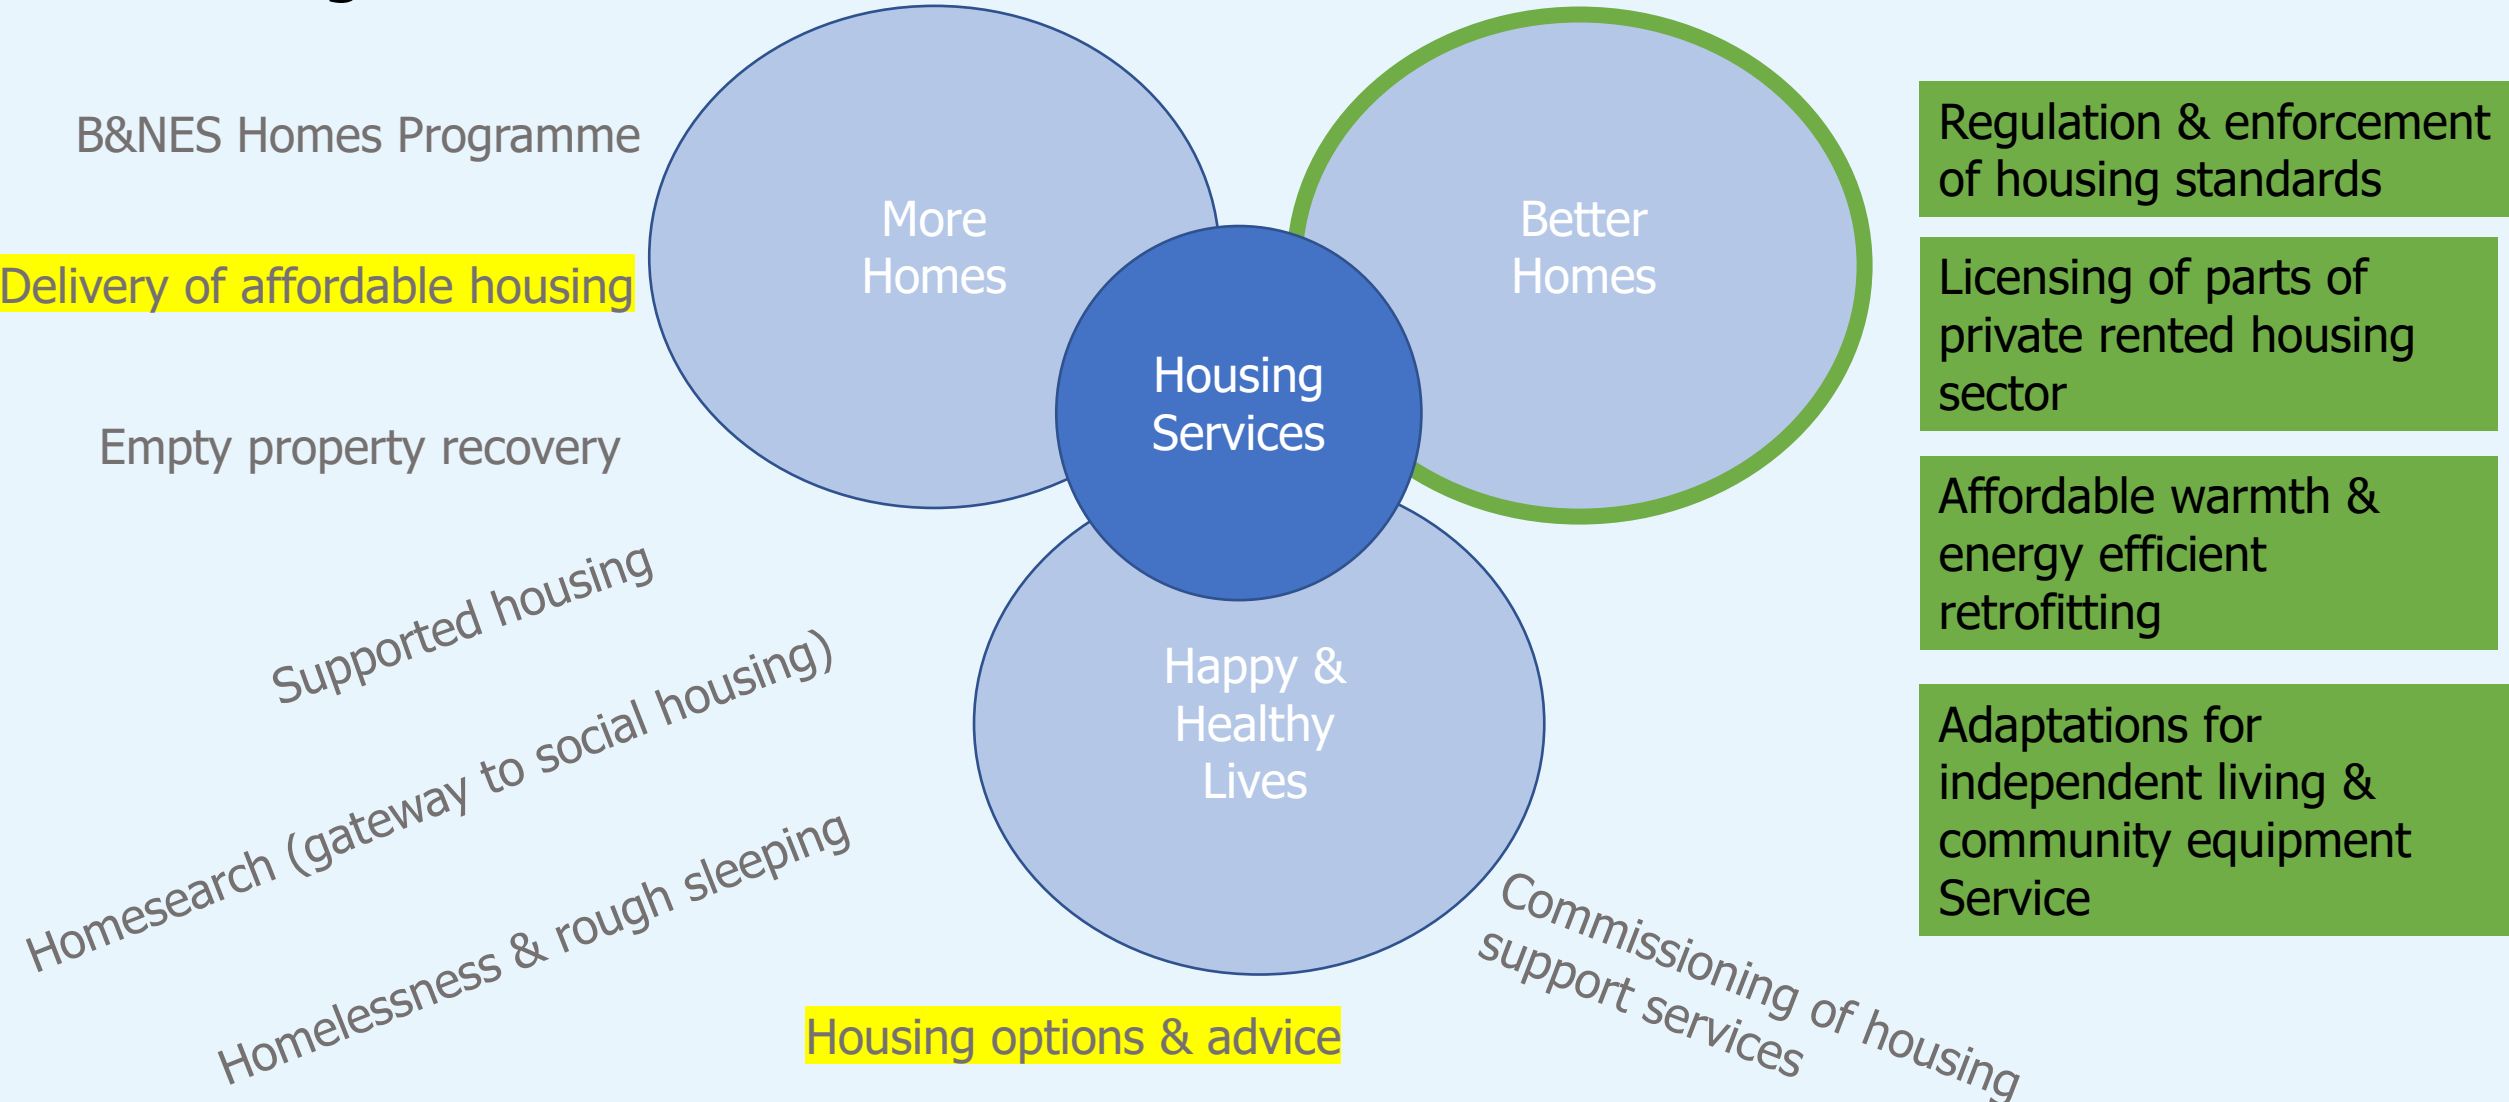 B&NES Homes Programme
Delivery of affordable housing
Empty property recovery
More
Homes
Better
Homes
Housing
Services
Happy &
Healthy
Lives
Regulation & enforcement
of housing standards
Licensing of parts of
private rented housing
sector
Affordable warmth &
energy efficient
retrofitting
Adaptations for
independent living &
community equipment
Service
Supported housing
Homesearch (gateway to social housing)
Homelessness & rough sleeping
Housing options & advice
Commissioning of housing
support services